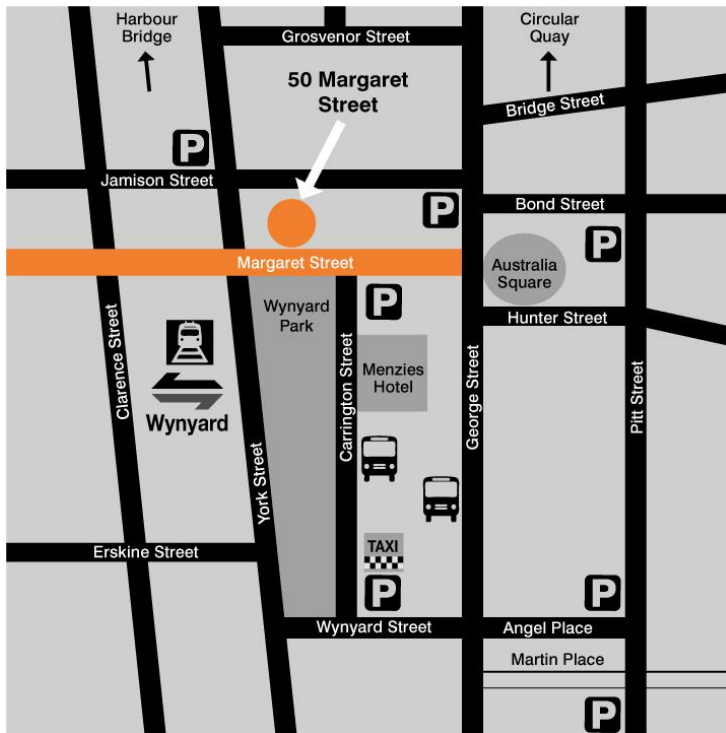 Harbour
Bridge
Grosvenor Street
Circular
Quay
50 Margaret
Street
Bridge Street
P
Jamison Street
P
Bond Street
P
Margaret Street
Australia
Square
Wynyard
Park
P
Hunter Street
Clarence Street
Menzies
Hotel
Carrington Street
George Street
Pitt Street
Wynyard
York Street
TAXI
Erskine Street
P
P
Wynyard Street
Angel Place
Martin Place
P